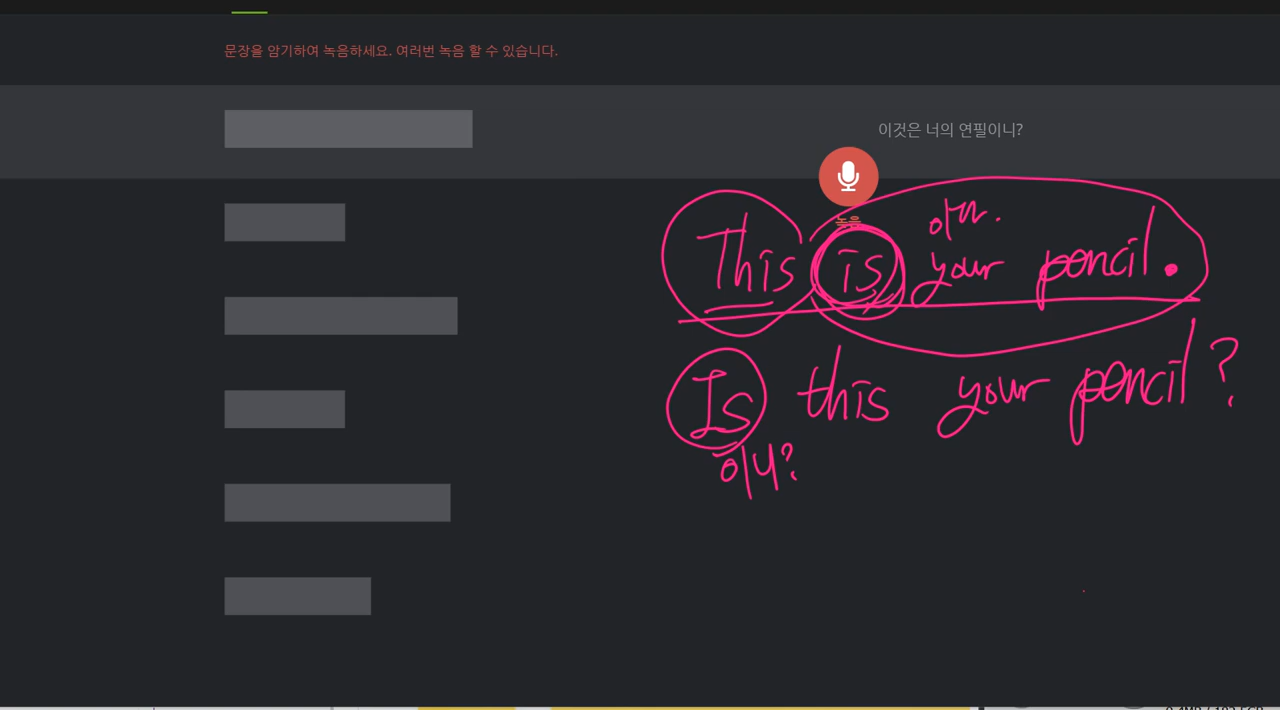 문장을 암기하여 녹음하세요. 여러번 녹음 할 수 있습니다.
이것은 너의 연필이니?
녹음
이다.
This is your pencil.
Is this your pencil?
이니?